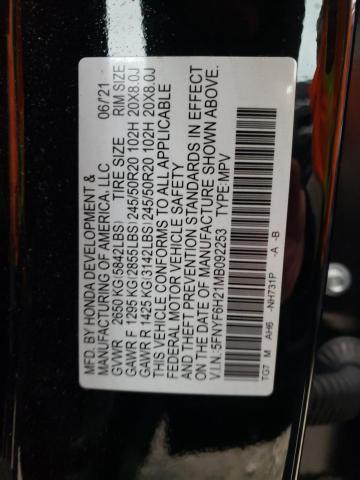 MFD. BY HONDA DEVELOPMENT &
MANUFACTURING OF AMERICA, LLC 06/'21
GVWR 2650 KG(5842LBS) TIRE SIZE RIM SIZE
GAWR F 1295 KG(2855LBS) 245/50R20 102H 20X8.0J
GAWR R 1425 KG(3142LBS) 245/50R20 102H 20X8.0J
THIS VEHICLE CONFORMS TO ALL APPLICABLE
FEDERAL MOTOR VEHICLE SAFETY
AND THEFT PREVENTION STANDARDS IN EFFECT
ON THE DATE OF MANUFACTURE SHOWN ABOVE.
V.I.N.:5FNYF6H21MB092253 TYPE:MPV
TG7 M AH6 -NH731P -A -B